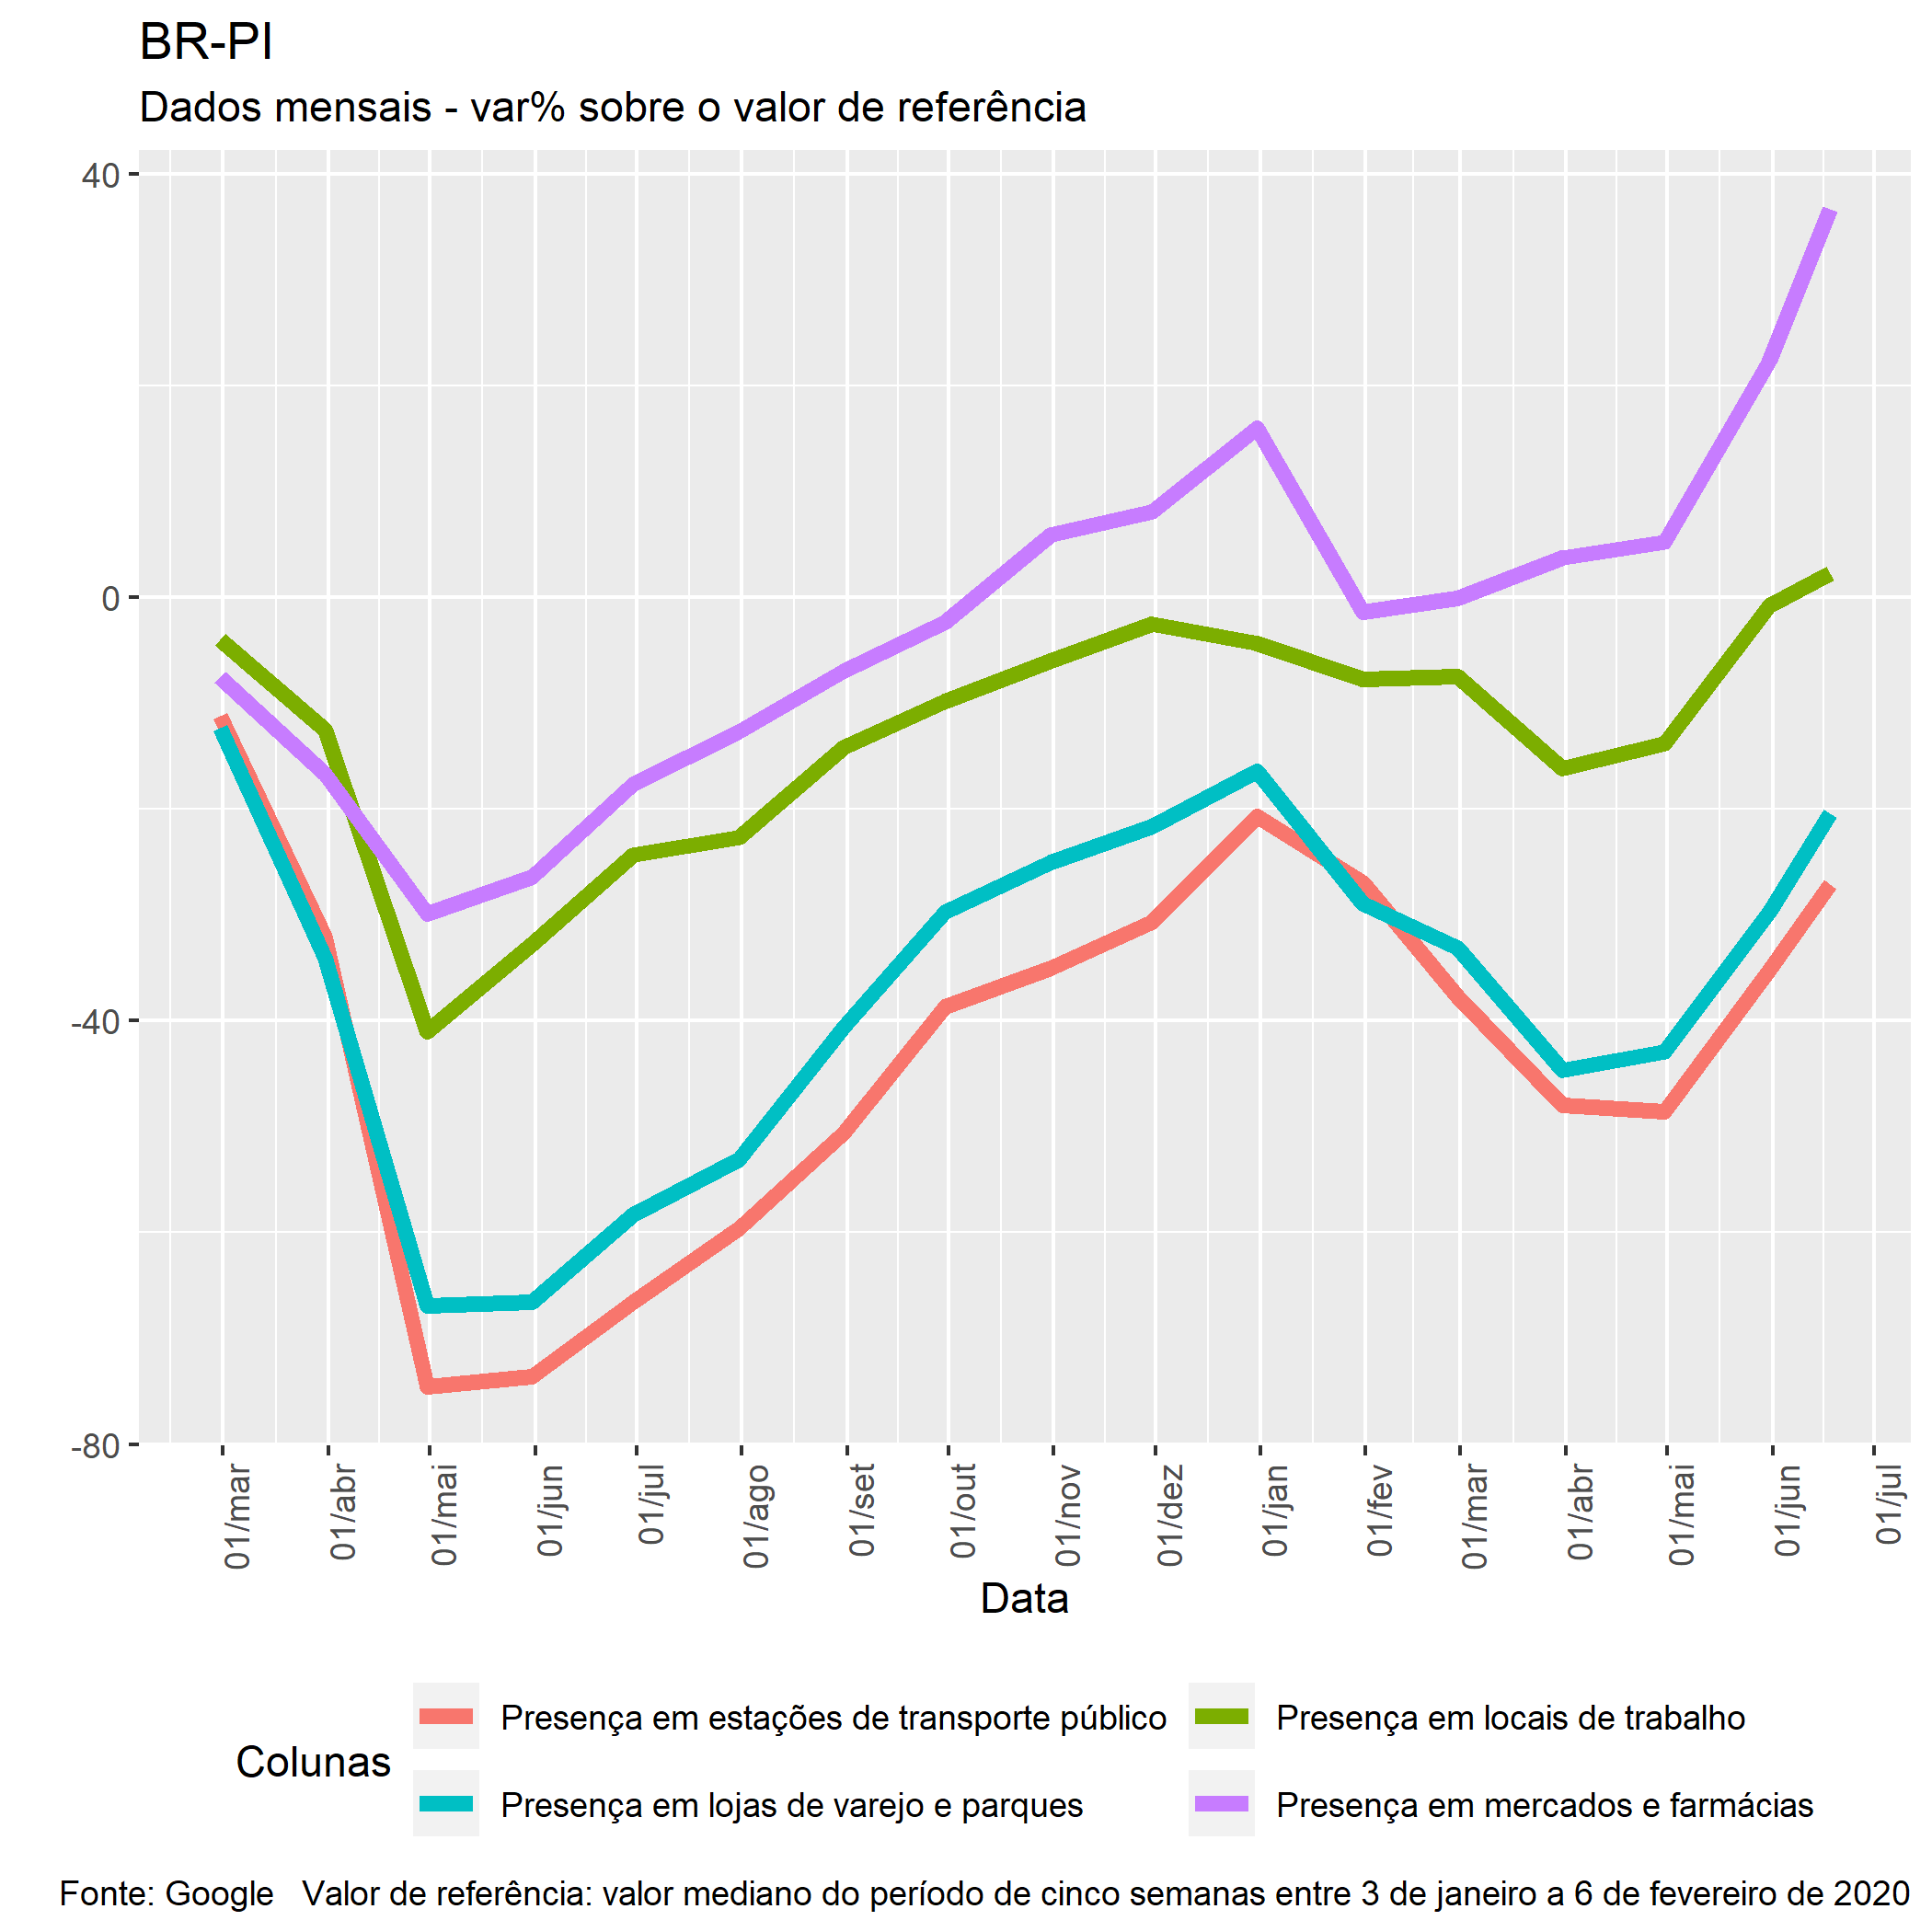 BR-PI
Dados mensais - var% sobre o valor de referência
40
0
-40
-80
01/mar
01/abr
01/mai
01/jun
01/jul
01/ago
01/set
01/out
01/nov
01/dez
01/jan
01/fev
01/mar
01/abr
01/mai
01/jun
01/jul
Data
Colunas
Presença em estações de transporte público
Presença em locais de trabalho
Presença em lojas de varejo e parques
Presença em mercados e farmácias
Fonte: Google   Valor de referência: valor mediano do período de cinco semanas entre 3 de janeiro a 6 de fevereiro de 2020